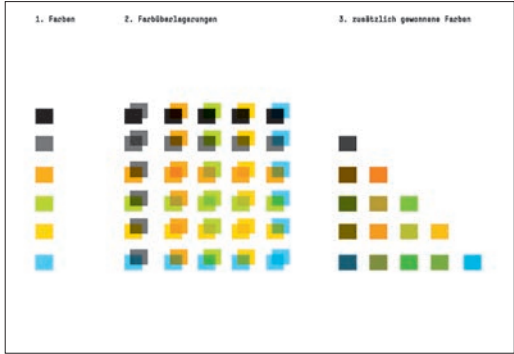 1. Farben
2. Farbüberlagerungen
3. zusätzlich gewonnene Farben